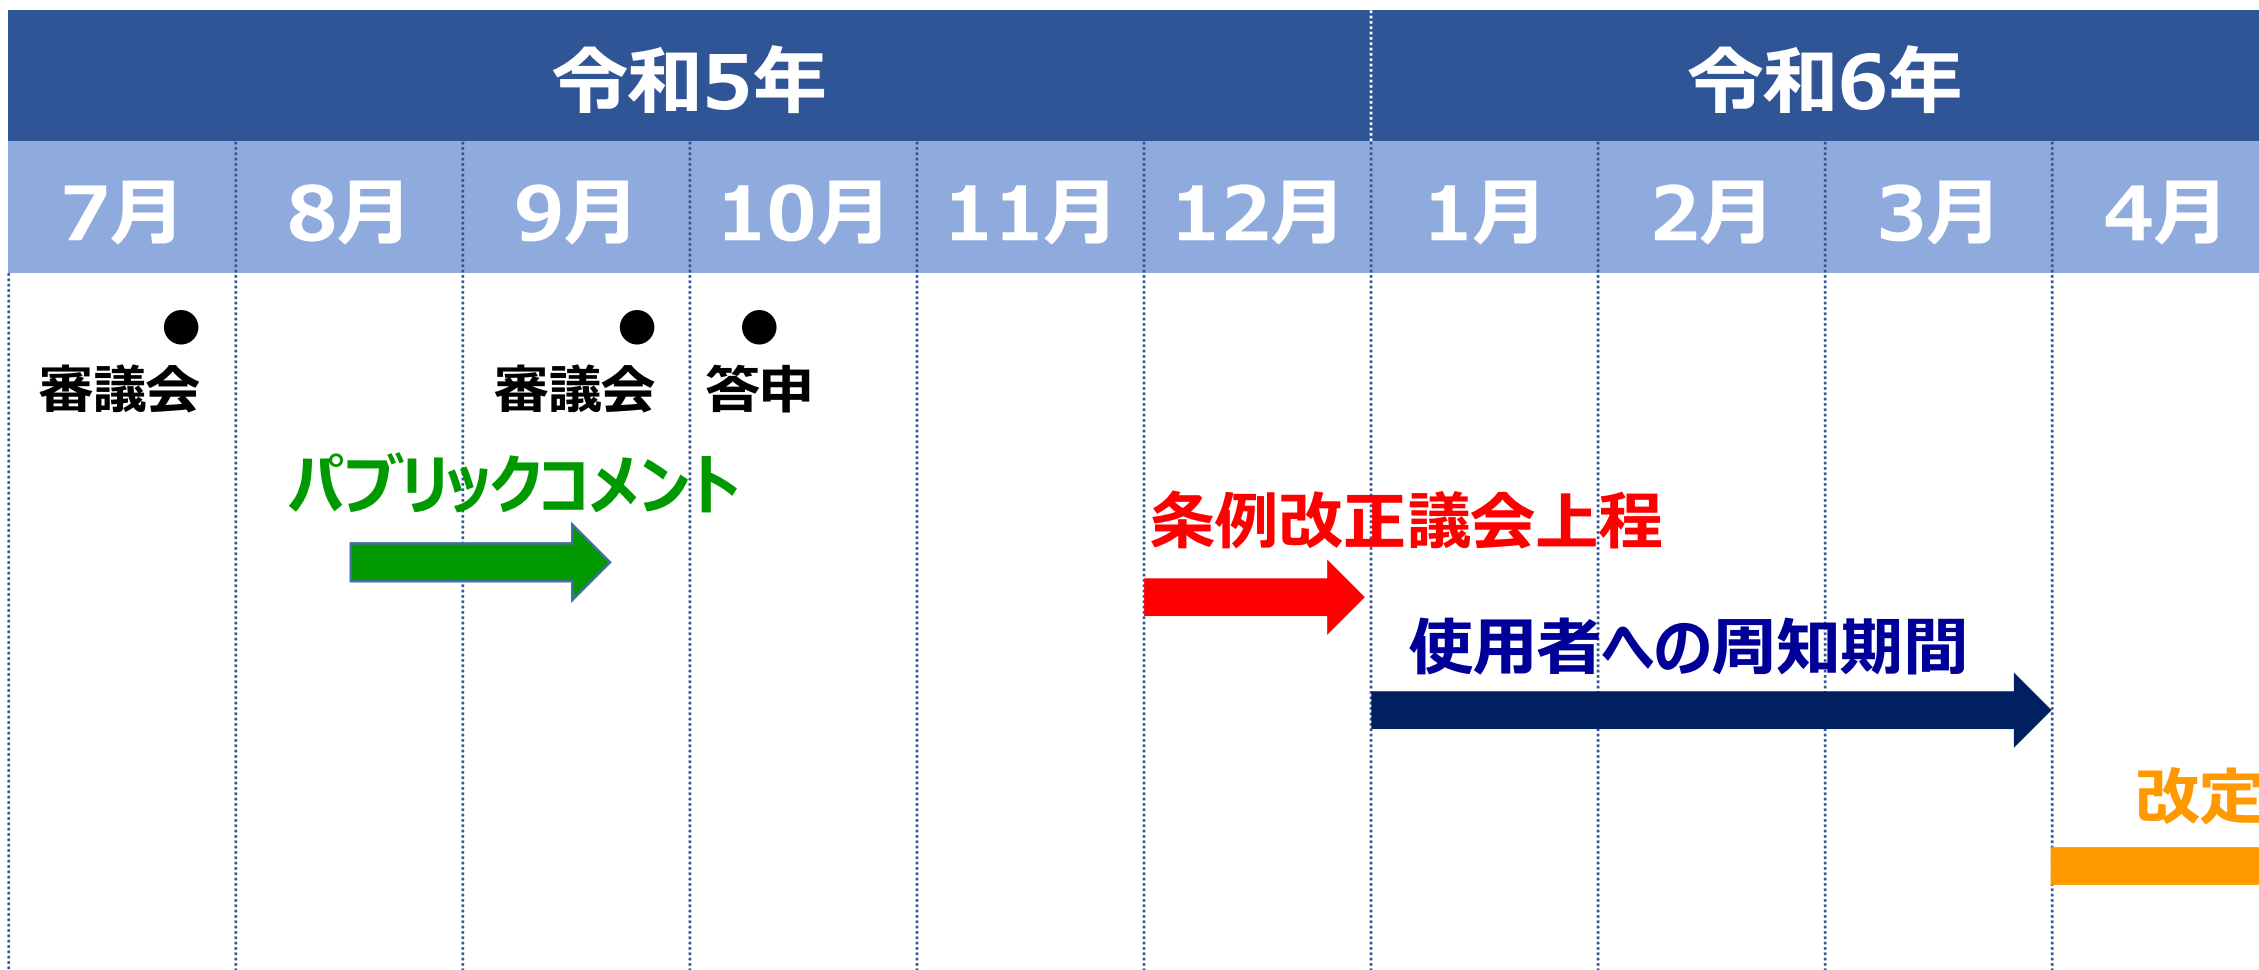 令和5年 令和6年
7月 8月 9月 10月 11月 12月 1月 2月 3月 4月
審議会 審議会 答申
パブリックコメント
条例改正議会上程
使用者への周知期間
改定